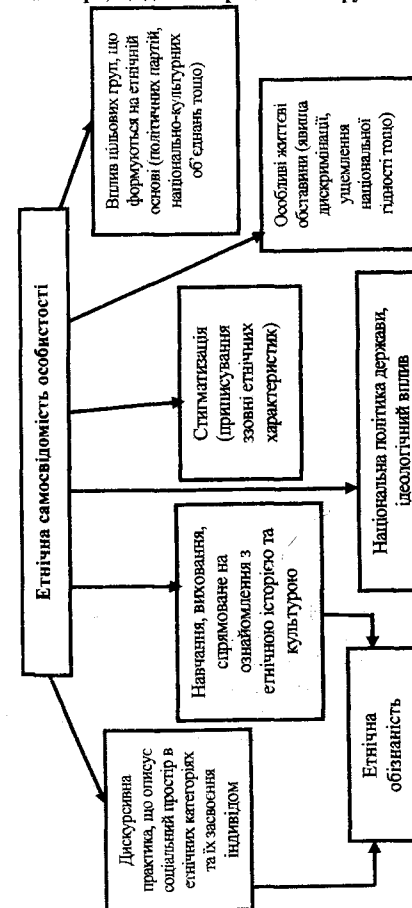 Етнічна самосвідомість особистості
Дискурсивна
практика, що описує
соціальний простір в
етнічних категоріях
та їх засвоєння
індивідом
Навчання, виховання,
спрямоване на
ознайомлення з
етнічною історією та
культурою
Стигматизація
(приписування
ззовні етнічних
характеристик)
Вплив цільових груп, що
формуються на етнічній
основі (політичних партій,
національно-культурних
об'єднань тощо)
Етнічна
обізнаність
Національна політика держави,
ідеологічний вплив
Особливі життєві
обставини (явища
дискримінації,
ущемлення
національної
гідності тощо)